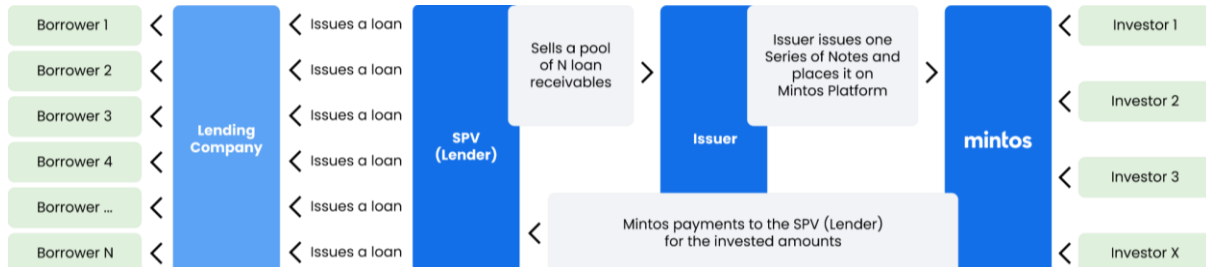 Borrower 1
Borrower 2
Borrower 3
Borrower 4
Borrower ...
Borrower N
Lending
Company
Issues a loan
Issues a loan
Issues a loan
Issues a loan
Issues a loan
Issues a loan
SPV
(Lender)
Sells a pool
of N loan
receivables
Issuer
Issuer issues one
Series of Notes and
places it on
Mintos Platform
Mintos payments to the SPV (Lender)
for the invested amounts
mintos
Investor 1
Investor 2
Investor 3
Investor X